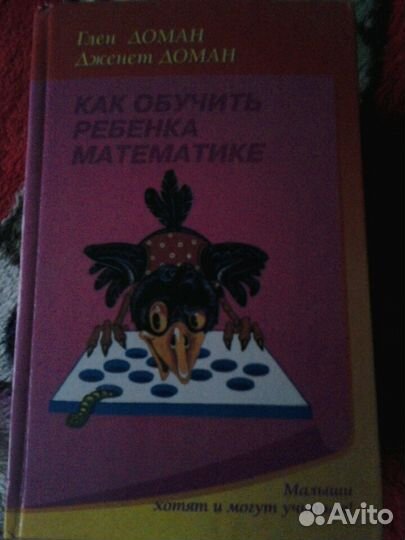 Глен ДОМАН
Дженет ДОМАН
КАК ОБУЧИТЬ
РЕБЕНКА
МАТЕМАТИКЕ
Малыши
хотят и могут
Avito